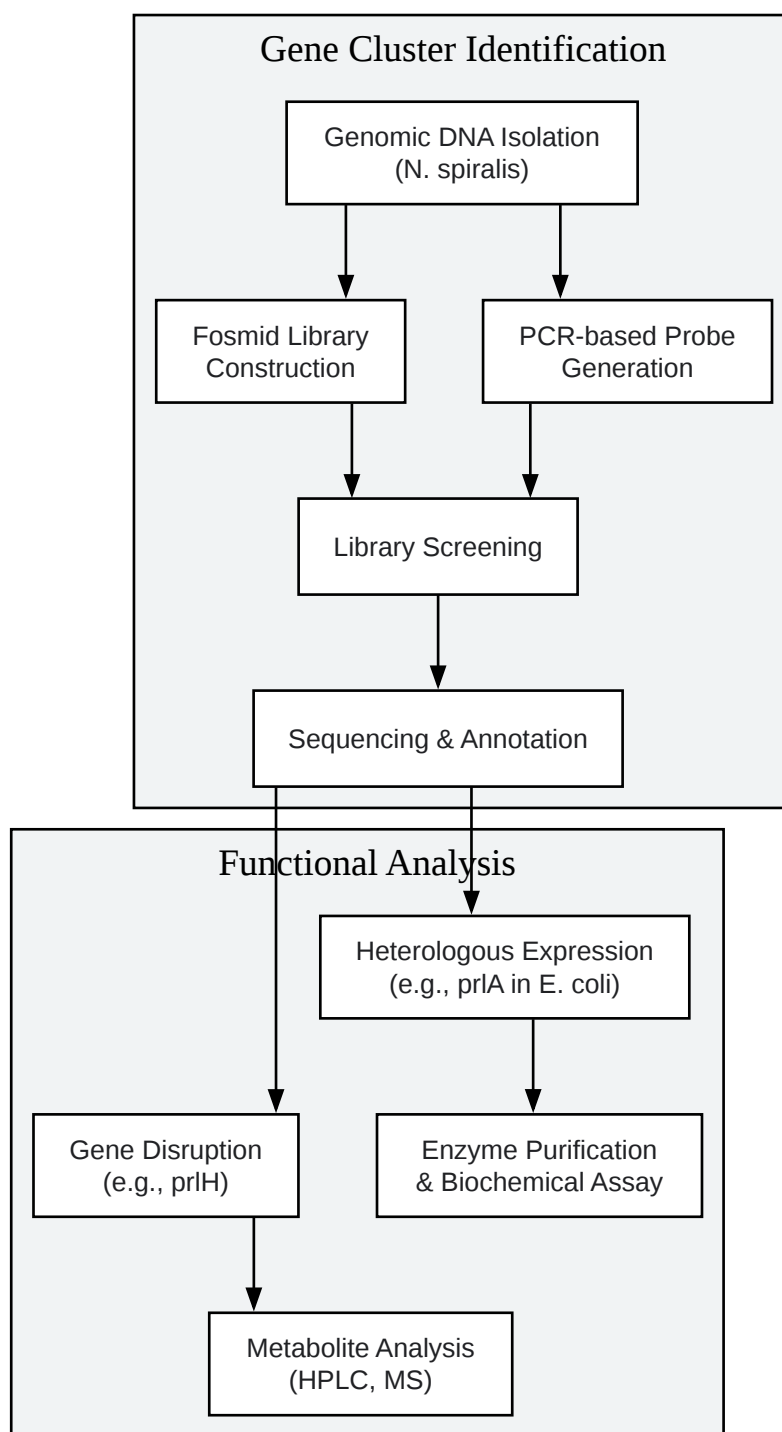 Gene Cluster Identification
Genomic DNA Isolation
(N. spiralis)
Fosmid Library
Construction
PCR-based Probe
Generation
Library Screening
Sequencing & Annotation
Functional Analysis
Heterologous Expression
(e.g., prlA in E. coli)
Gene Disruption
(e.g., prlH)
Enzyme Purification
& Biochemical Assay
Metabolite Analysis
(HPLC, MS)